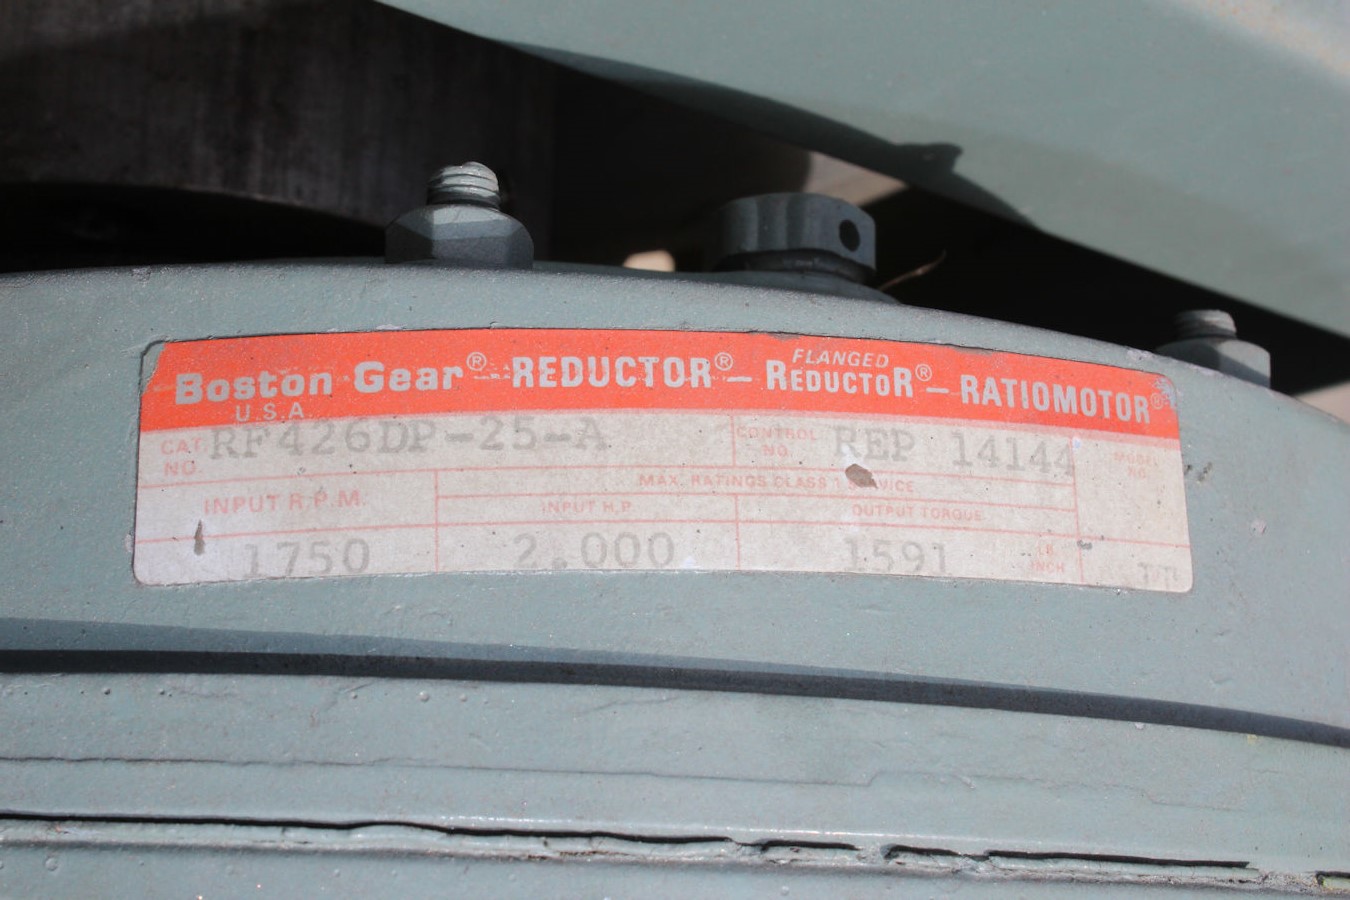 Boston Gear® - REDUCTOR® - FLANGED REDUCTOR® - RATIOMOTOR®
U.S.A.
CAT. NO. RF426DP-25-A CONTROL NO. REP 14144 MODEL NO.
MAX. RATINGS CLASS 1 SERVICE
INPUT R.P.M. INPUT H.P. OUTPUT TORQUE
1750 2.000 1591 LB. INCH